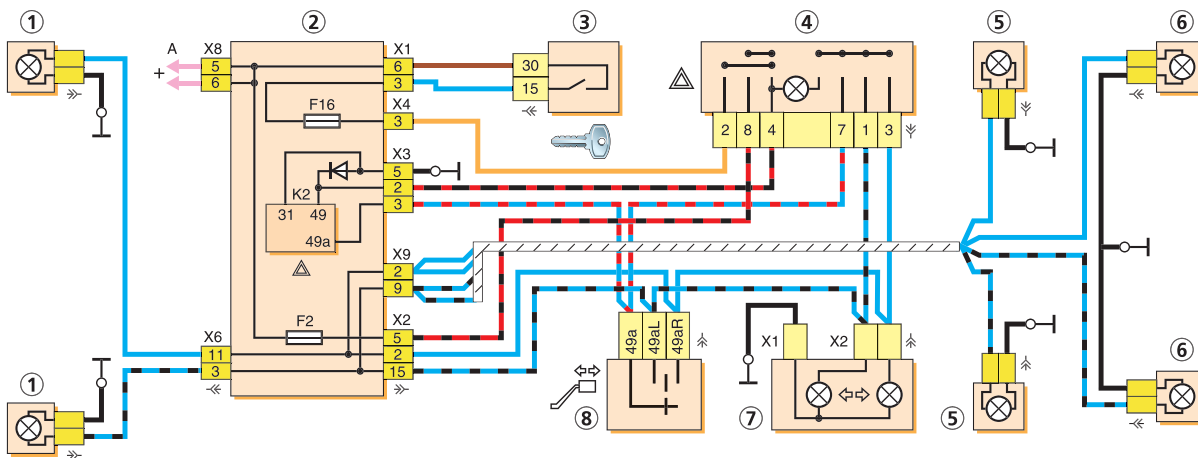 1 2 3 4 5 6
A X8 X1
5 6 30
+ 6 3 15
F16 X4
3
2 8 4 7 1 3
X3
5
K2 2
31 49 3
49a
X9
2
9
F2 X2
X6 5
11 2
3 15
49a 49aL 49aR
X1 X2
1 8 7 5 6